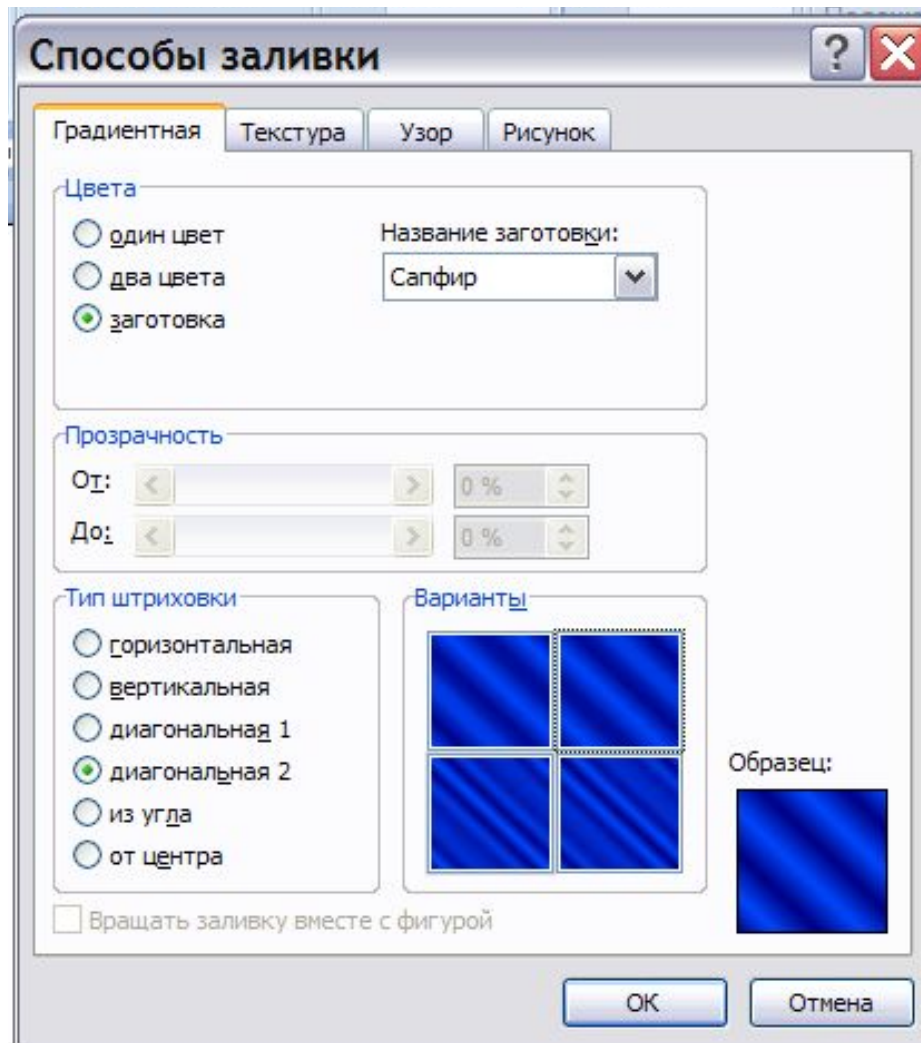 Способы заливки
Градиентная
Текстура
Узор
Рисунок
Цвета
один цвет
Название заготовки:
два цвета
Сапфир
заготовка
Прозрачность
От:
0 %
До:
0 %
Тип штриховки
Варианты
горизонтальная
вертикальная
диагональная 1
диагональная 2
из угла
от центра
Образец:
Вращать заливку вместе с фигурой
ОК
Отмена